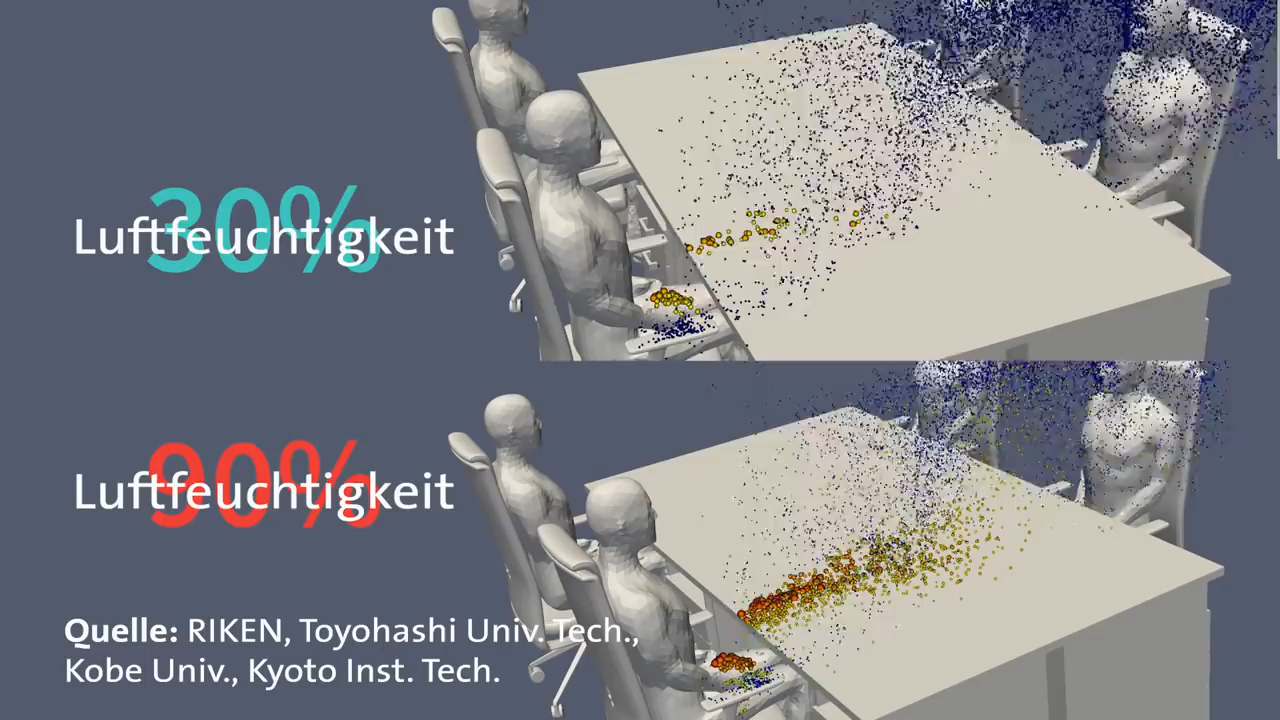 30%
Luftfeuchtigkeit
90%
Luftfeuchtigkeit
Quelle: RIKEN, Toyohashi Univ. Tech.,
Kobe Univ., Kyoto Inst. Tech.